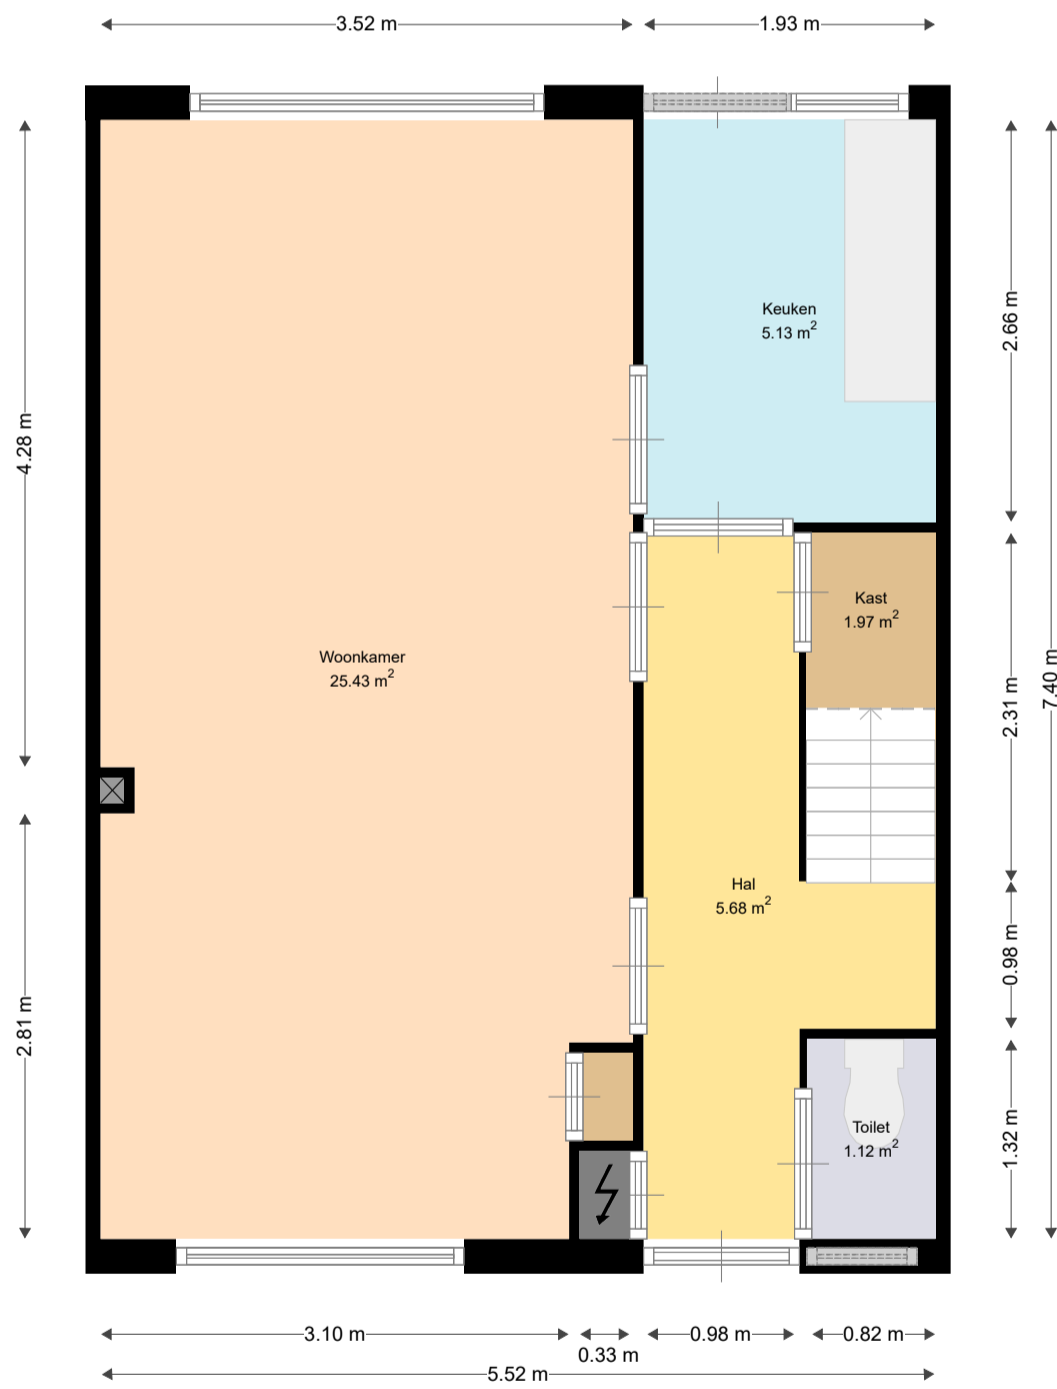 3.52 m
1.93 m
Keuken
5.13 m²
2.66 m
4.28 m
Kast
1.97 m²
Woonkamer
25.43 m²
2.31 m
7.40 m
Hal
5.68 m²
0.98 m
2.81 m
Toilet
1.12 m²
1.32 m
3.10 m
0.33 m
0.98 m
0.82 m
5.52 m